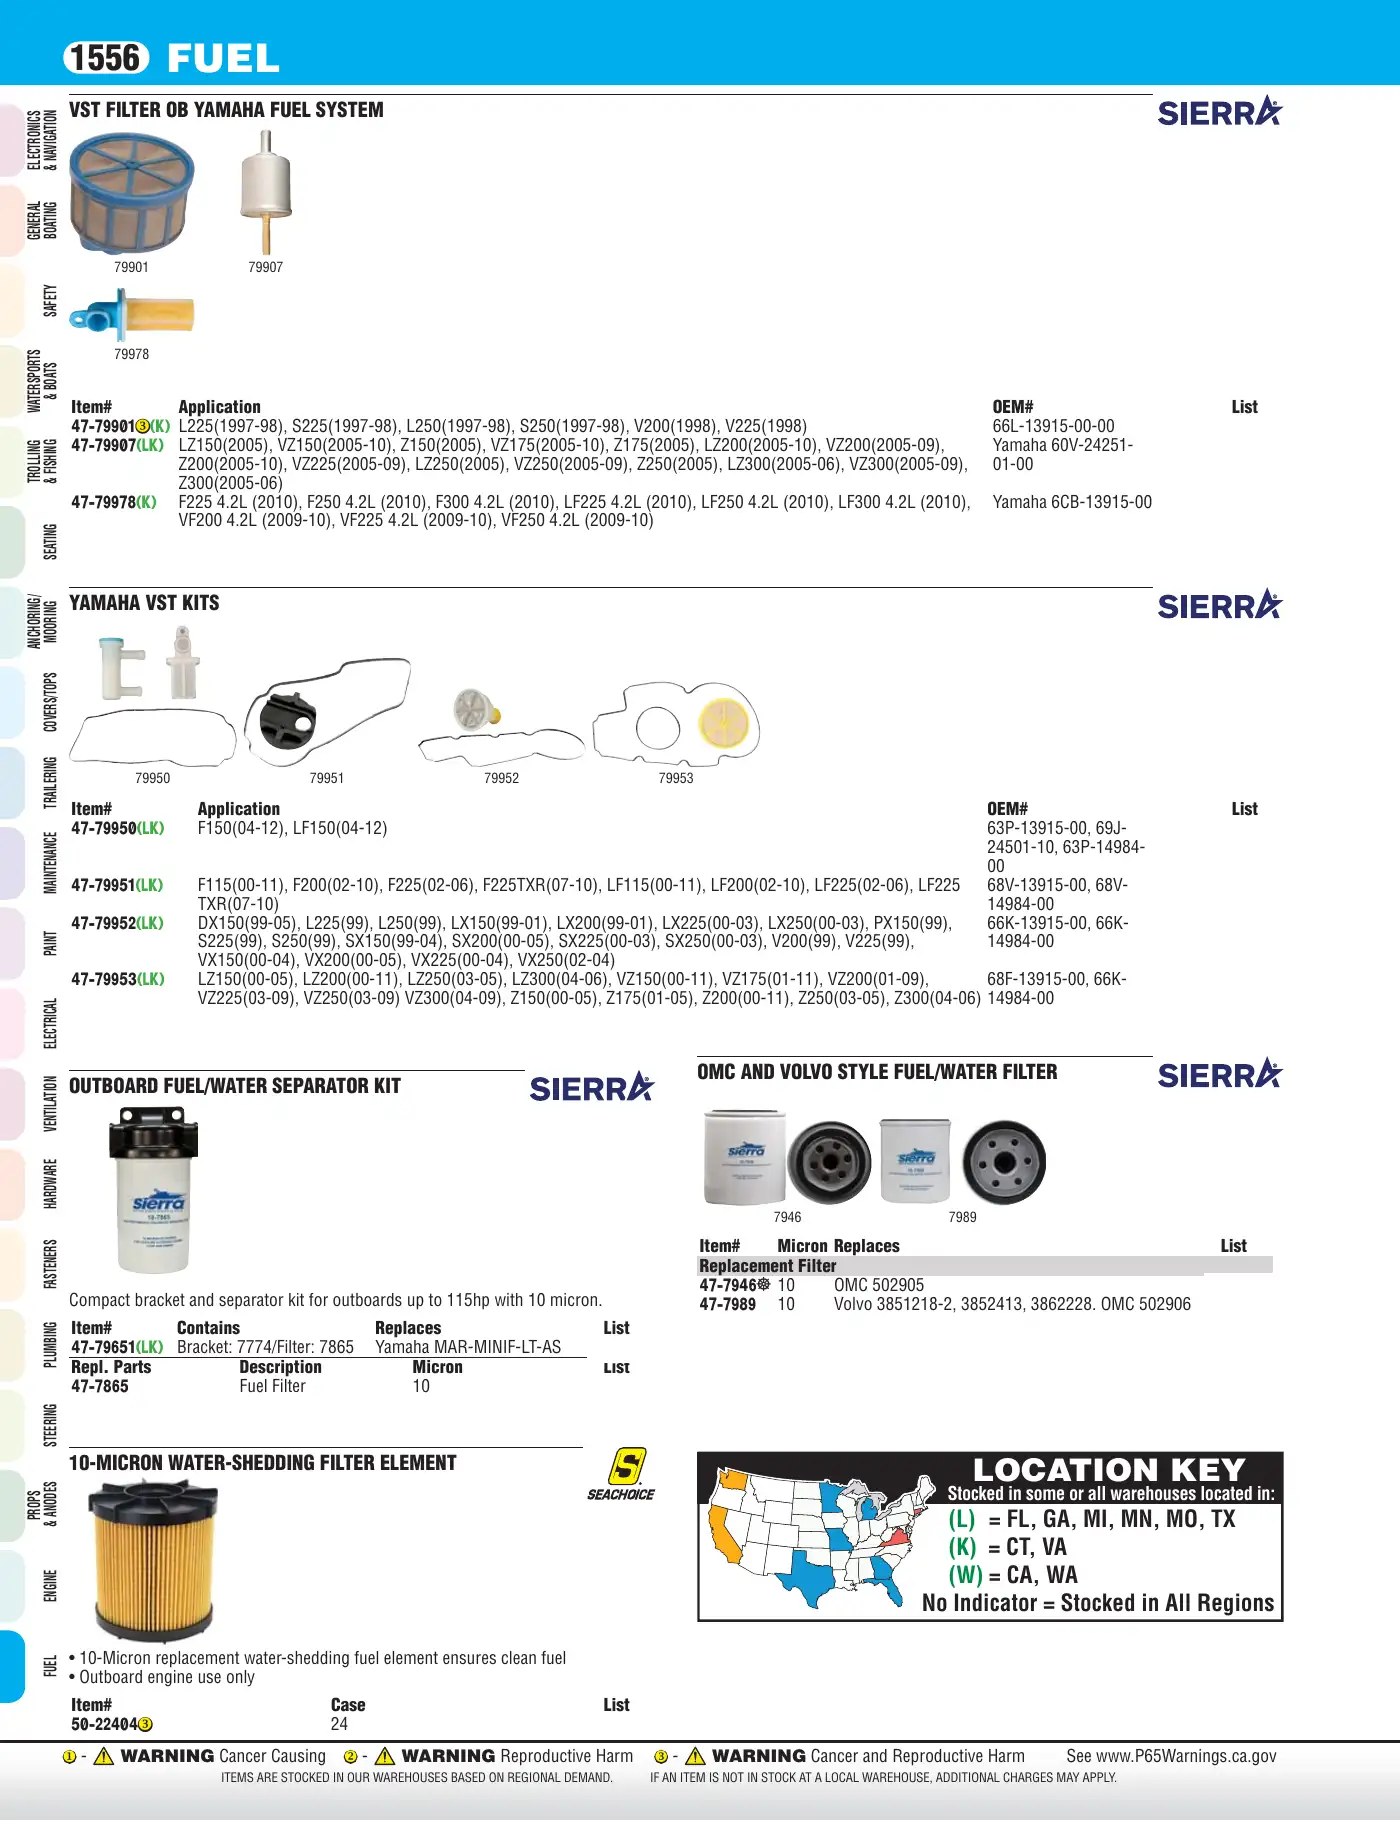 1556 FUEL
ELECTRONICS
& NAVIGATION
GENERAL
BOATING
SAFETY
WATERSPORTS
& BOATS
TROLLING
& FISHING
SEATING
ANCHORING/
MOORING
COVERS/TOPS
TRAILERING
MAINTENANCE
PAINT
ELECTRICAL
VENTILATION
HARDWARE
FASTENERS
PLUMBING
STEERING
PROPS
& ANODES
ENGINE
FUEL
VST FILTER OB YAMAHA FUEL SYSTEM
SIERRA
79901 79907
79978
Item# Application OEM# List
47-79901 3 (K) L225(1997-98), S225(1997-98), L250(1997-98), S250(1997-98), V200(1998), V225(1998) 66L-13915-00-00
47-79907(LK) LZ150(2005), VZ150(2005-10), Z150(2005), VZ175(2005-10), Z175(2005), LZ200(2005-10), VZ200(2005-09), Yamaha 60V-24251-
Z200(2005-10), VZ225(2005-09), LZ250(2005), VZ250(2005-09), Z250(2005), LZ300(2005-06), VZ300(2005-09), 01-00
Z300(2005-06)
47-79978(K) F225 4.2L (2010), F250 4.2L (2010), F300 4.2L (2010), LF225 4.2L (2010), LF250 4.2L (2010), LF300 4.2L (2010), Yamaha 6CB-13915-00
VF200 4.2L (2009-10), VF225 4.2L (2009-10), VF250 4.2L (2009-10)
YAMAHA VST KITS
SIERRA
79950 79951 79952 79953
Item# Application OEM# List
47-79950(LK) F150(04-12), LF150(04-12) 63P-13915-00, 69J-
24501-10, 63P-14984-
00
47-79951(LK) F115(00-11), F200(02-10), F225(02-06), F225TXR(07-10), LF115(00-11), LF200(02-10), LF225(02-06), LF225 68V-13915-00, 68V-
TXR(07-10) 14984-00
47-79952(LK) DX150(99-05), L225(99), L250(99), LX150(99-01), LX200(99-01), LX225(00-03), LX250(00-03), PX150(99), 66K-13915-00, 66K-
S225(99), S250(99), SX150(99-04), SX200(00-05), SX225(00-03), SX250(00-03), V200(99), V225(99), 14984-00
VX150(00-04), VX200(00-05), VX225(00-04), VX250(02-04)
47-79953(LK) LZ150(00-05), LZ200(00-11), LZ250(03-05), LZ300(04-06), VZ150(00-11), VZ175(01-11), VZ200(01-09), 68F-13915-00, 66K-
VZ225(03-09), VZ250(03-09) VZ300(04-09), Z150(00-05), Z175(01-05), Z200(00-11), Z250(03-05), Z300(04-06) 14984-00
OUTBOARD FUEL/WATER SEPARATOR KIT
SIERRA
sierra
10-7865
Compact bracket and separator kit for outboards up to 115hp with 10 micron.
Item# Contains Replaces List
47-79651(LK) Bracket: 7774/Filter: 7865 Yamaha MAR-MINIF-LT-AS
Repl. Parts Description Micron List
47-7865 Fuel Filter 10
OMC AND VOLVO STYLE FUEL/WATER FILTER
SIERRA
sierra
sierra
7946 7989
Item# Micron Replaces List
Replacement Filter
47-7946 10 OMC 502905
47-7989 10 Volvo 3851218-2, 3852413, 3862228. OMC 502906
10-MICRON WATER-SHEDDING FILTER ELEMENT
S
SEACHOICE
• 10-Micron replacement water-shedding fuel element ensures clean fuel
• Outboard engine use only
Item# Case List
50-22404 3 24
LOCATION KEY
Stocked in some or all warehouses located in:
(L) = FL, GA, MI, MN, MO, TX
(K) = CT, VA
(W) = CA, WA
No Indicator = Stocked in All Regions
1 - ! WARNING Cancer Causing 2 - ! WARNING Reproductive Harm 3 - ! WARNING Cancer and Reproductive Harm See www.P65Warnings.ca.gov
ITEMS ARE STOCKED IN OUR WAREHOUSES BASED ON REGIONAL DEMAND. IF AN ITEM IS NOT IN STOCK AT A LOCAL WAREHOUSE, ADDITIONAL CHARGES MAY APPLY.